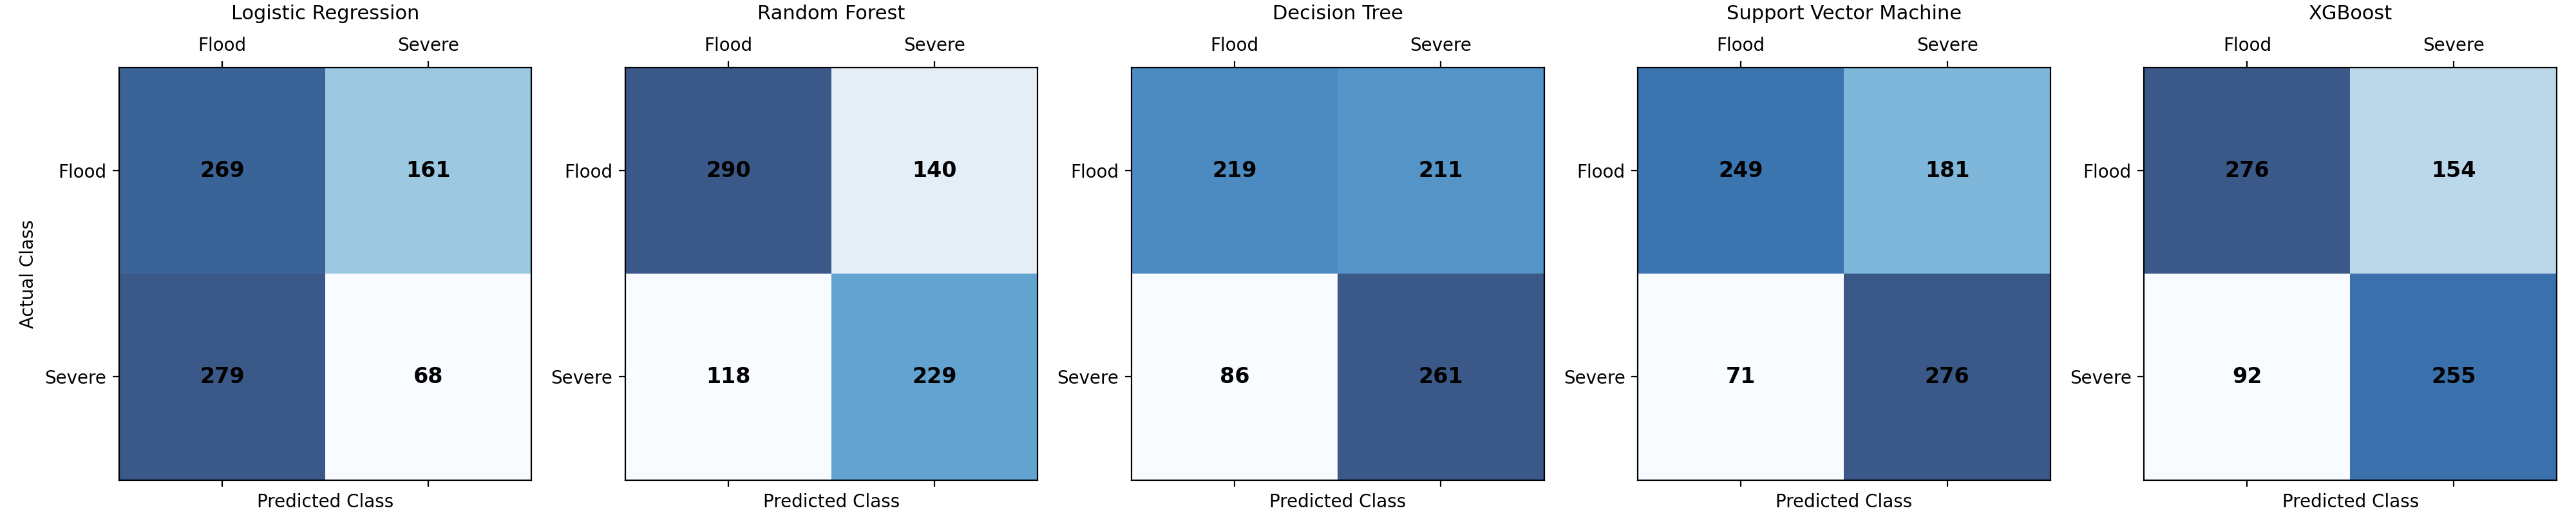 Logistic Regression
Flood Severe
Actual Class
Flood 269 161
Severe 279 68
Predicted Class
Random Forest
Flood Severe
Flood 290 140
Severe 118 229
Predicted Class
Decision Tree
Flood Severe
Flood 219 211
Severe 86 261
Predicted Class
Support Vector Machine
Flood Severe
Flood 249 181
Severe 71 276
Predicted Class
XGBoost
Flood Severe
Flood 276 154
Severe 92 255
Predicted Class